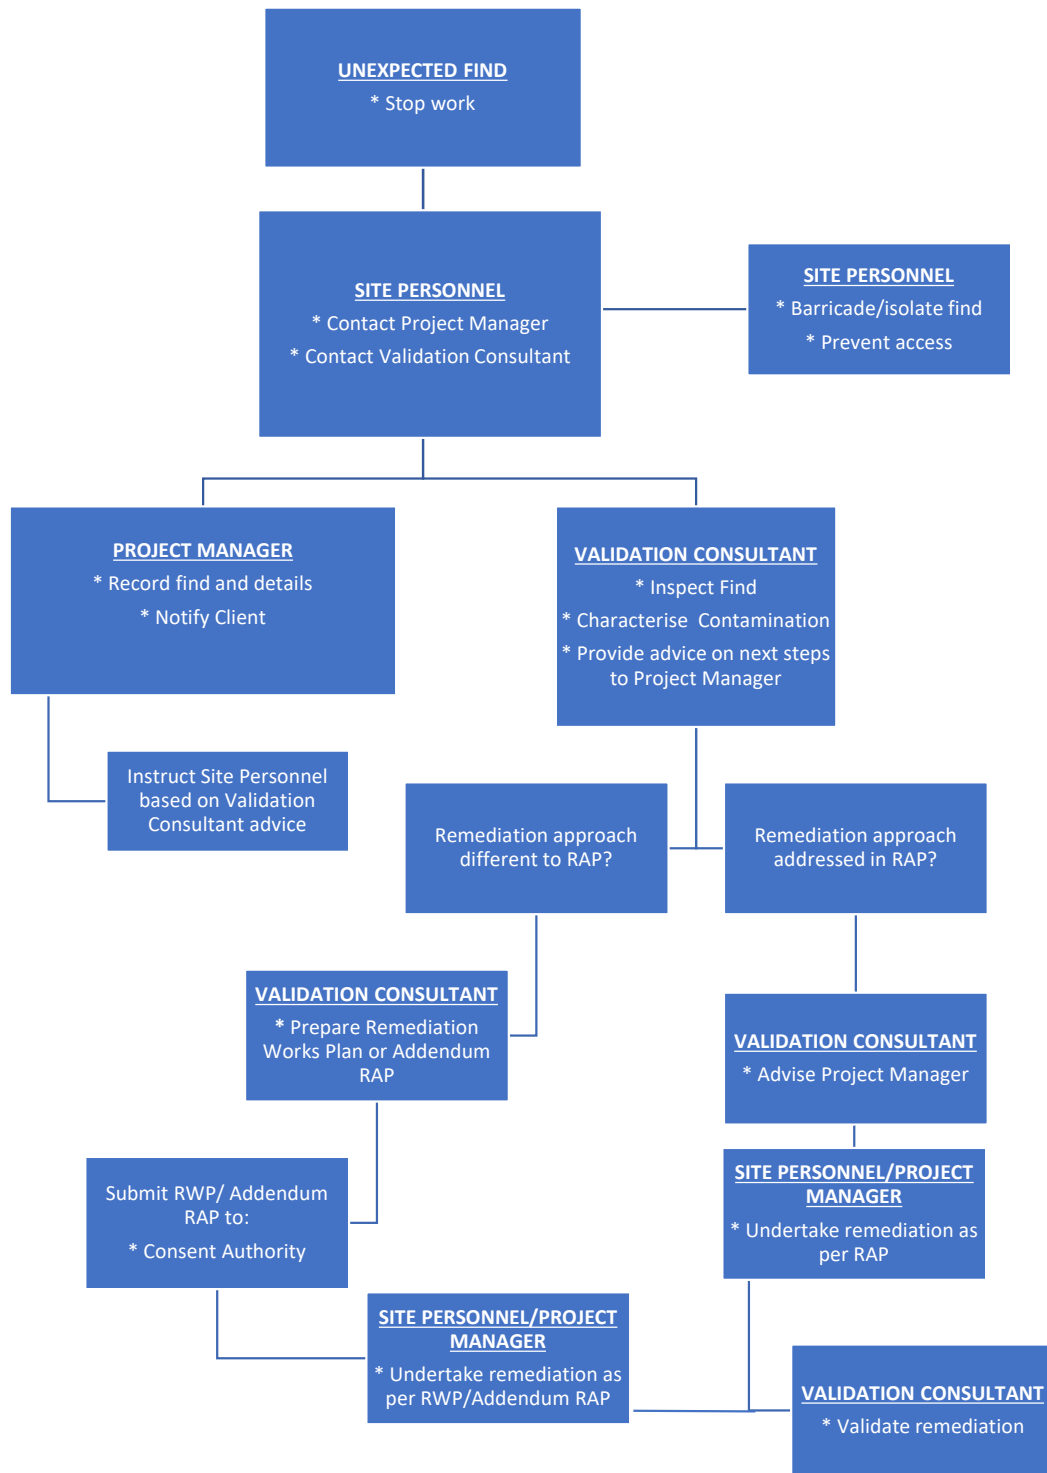 UNEXPECTED FIND
* Stop work
SITE PERSONNEL
* Contact Project Manager
* Contact Validation Consultant
SITE PERSONNEL
* Barricade/isolate find
* Prevent access
PROJECT MANAGER
* Record find and details
* Notify Client
VALIDATION CONSULTANT
* Inspect Find
* Characterise Contamination
* Provide advice on next steps
to Project Manager
Instruct Site Personnel
based on Validation
Consultant advice
Remediation approach
different to RAP?
Remediation approach
addressed in RAP?
VALIDATION CONSULTANT
* Prepare Remediation
Works Plan or Addendum
RAP
VALIDATION CONSULTANT
* Advise Project Manager
Submit RWP/ Addendum
RAP to:
* Consent Authority
SITE PERSONNEL/PROJECT
MANAGER
* Undertake remediation as
per RAP
SITE PERSONNEL/PROJECT
MANAGER
* Undertake remediation as
per RWP/Addendum RAP
VALIDATION CONSULTANT
* Validate remediation